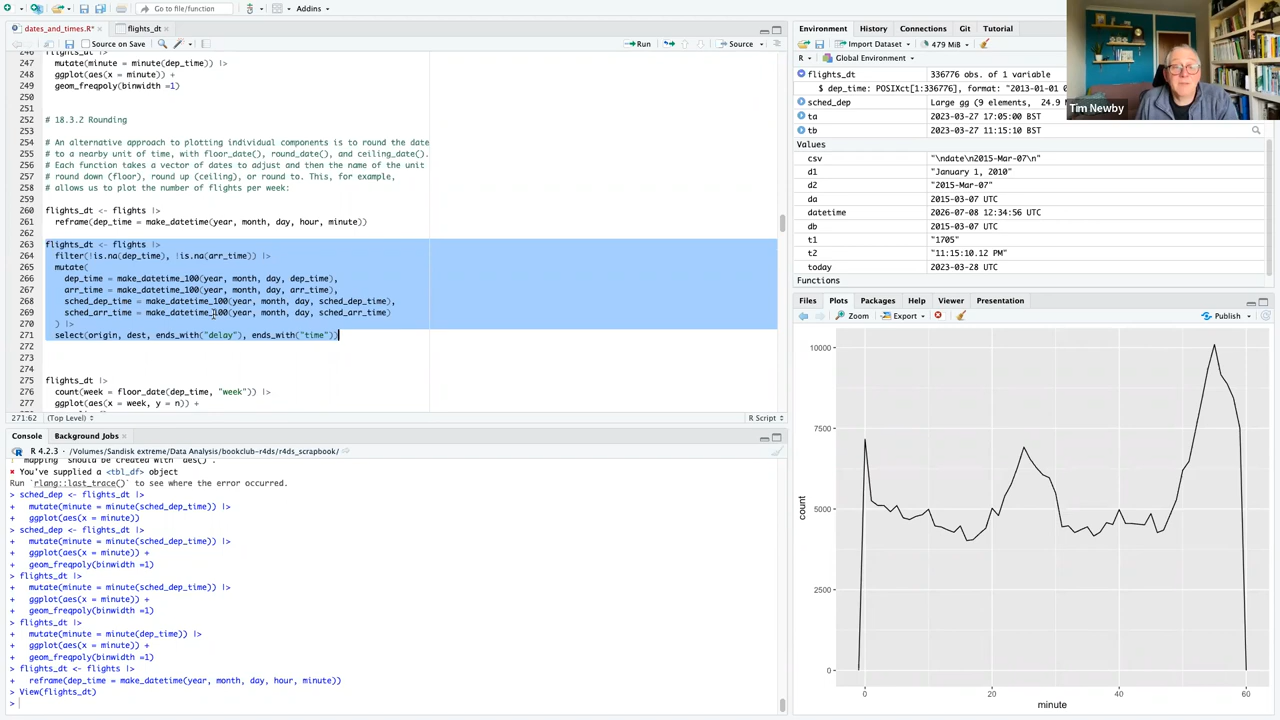 Go to file/function
Addins
dates_and_times.R*
flights_dt
Source on Save
Run
Source
246
flights_dt |>
247 mutate(minute = minute(dep_time)) |>
248 ggplot(aes(x = minute)) +
249 geom_freqpoly(binwidth =1)
250
251
252 # 18.3.2 Rounding
253
254 # An alternative approach to plotting individual components is to round the date
255 # to a nearby unit of time, with floor_date(), round_date(), and ceiling_date().
256 # Each function takes a vector of dates to adjust and then the name of the unit
257 # round down (floor), round up (ceiling), or round to. This, for example,
258 # allows us to plot the number of flights per week:
259
260 flights_dt <- flights |>
261 reframe(dep_time = make_datetime(year, month, day, hour, minute))
262
263 flights_dt <- flights |>
264 filter(!is.na(dep_time), !is.na(arr_time)) |>
265 mutate(
266 dep_time = make_datetime_100(year, month, day, dep_time),
267 arr_time = make_datetime_100(year, month, day, arr_time),
268 sched_dep_time = make_datetime_100(year, month, day, sched_dep_time),
269 sched_arr_time = make_datetime_100(year, month, day, sched_arr_time)
270 ) |>
271 select(origin, dest, ends_with("delay"), ends_with("time"))
272
273
274
275 flights_dt |>
276 count(week = floor_date(dep_time, "week")) |>
277 ggplot(aes(x = week, y = n)) +
271:62 (Top Level) R Script
Console Background Jobs
R 4.2.3 · /Volumes/Sandisk extreme/Data Analysis/bookclub-r4ds/r4ds_scrapbook/
! `mapping` should be created with `aes()`.
✖ You've supplied a <tbl_df> object
Run `rlang::last_trace()` to see where the error occurred.
> sched_dep <- flights_dt |>
+ mutate(minute = minute(sched_dep_time)) |>
+ ggplot(aes(x = minute))
> sched_dep <- flights_dt |>
+ mutate(minute = minute(sched_dep_time)) |>
+ ggplot(aes(x = minute)) +
+ geom_freqpoly(binwidth =1)
> flights_dt |>
+ mutate(minute = minute(sched_dep_time)) |>
+ ggplot(aes(x = minute)) +
+ geom_freqpoly(binwidth =1)
> flights_dt |>
+ mutate(minute = minute(dep_time)) |>
+ ggplot(aes(x = minute)) +
+ geom_freqpoly(binwidth =1)
> flights_dt <- flights |>
+ reframe(dep_time = make_datetime(year, month, day, hour, minute))
> View(flights_dt)
>
Environment History Connections Git Tutorial
Import Dataset 479 MiB
R Global Environment
flights_dt 336776 obs. of 1 variable
$ dep_time: POSIXct[1:336776], format: "2013-01-01 0
sched_dep Large gg (9 elements, 24.9 M
ta 2023-03-27 17:05:00 BST
tb 2023-03-27 11:15:10 BST
Values
csv "\ndate\n2015-Mar-07\n"
d1 "January 1, 2010"
d2 "2015-Mar-07"
da 2015-03-07 UTC
datetime 2026-07-08 12:34:56 UTC
db 2015-03-07 UTC
t1 "1705"
t2 "11:15:10.12 PM"
today 2023-03-28 UTC
Functions
Tim Newby
Files Plots Packages Help Viewer Presentation
Zoom Export Publish
10000
7500
5000
2500
0
count
0 20 40 60
minute